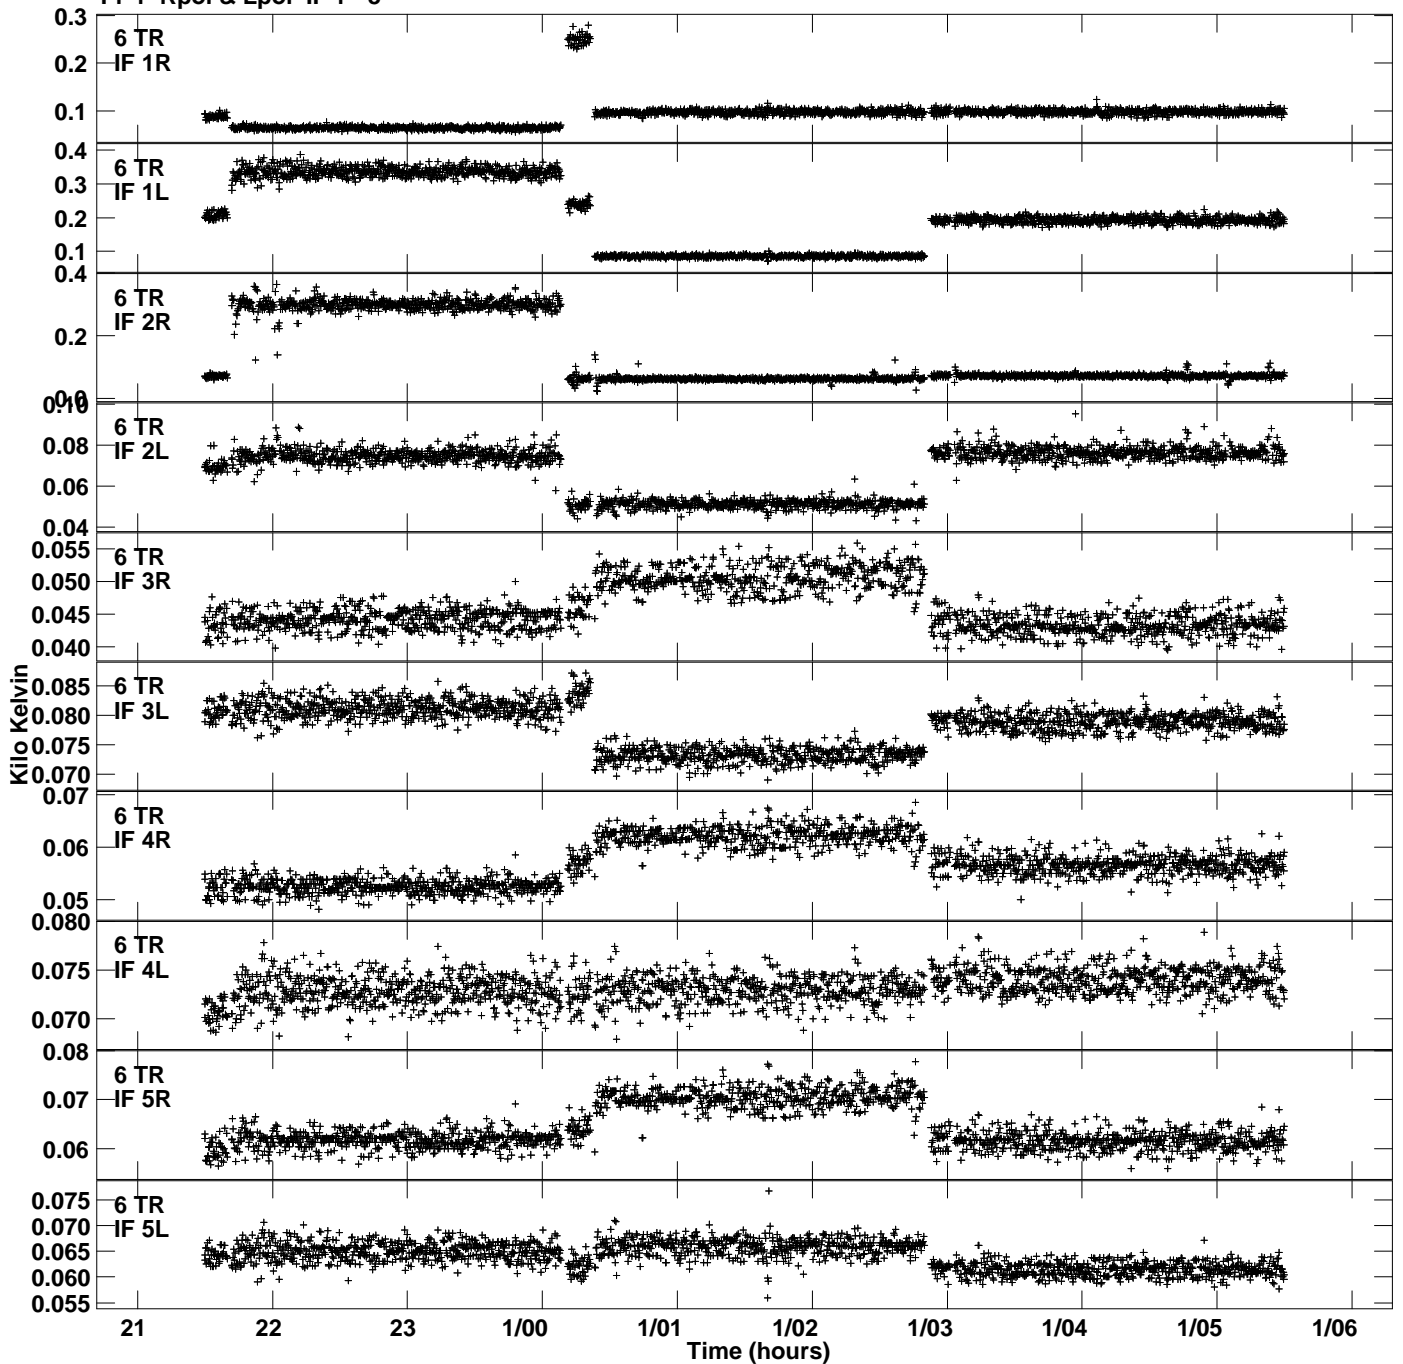 0.3
6 TR
IF 1R
0.2
0.1
0.4
6 TR
IF 1L
0.3
0.2
0.1
0.4
6 TR
IF 2R
0.2
0.0
0.10
6 TR
IF 2L
0.08
0.06
0.04
0.055
6 TR
IF 3R
0.050
0.045
0.040
0.085
6 TR
IF 3L
0.080
0.075
0.070
Kilo Kelvin
0.07
6 TR
IF 4R
0.06
0.05
0.080
6 TR
IF 4L
0.075
0.070
0.08
6 TR
IF 5R
0.07
0.06
0.075
6 TR
IF 5L
0.070
0.065
0.060
0.055
21 22 23 1/00 1/01 1/02 1/03 1/04 1/05 1/06
Time (hours)